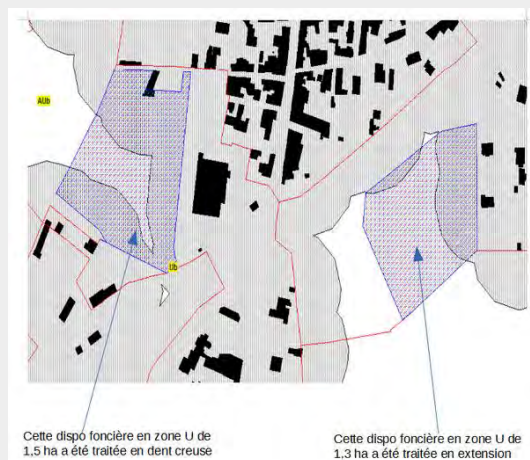 AUb
Ub
Cette dispo foncière en zone U de
1,5 ha a été traitée en dent creuse
Cette dispo foncière en zone U de
1,3 ha a été traitée en extension